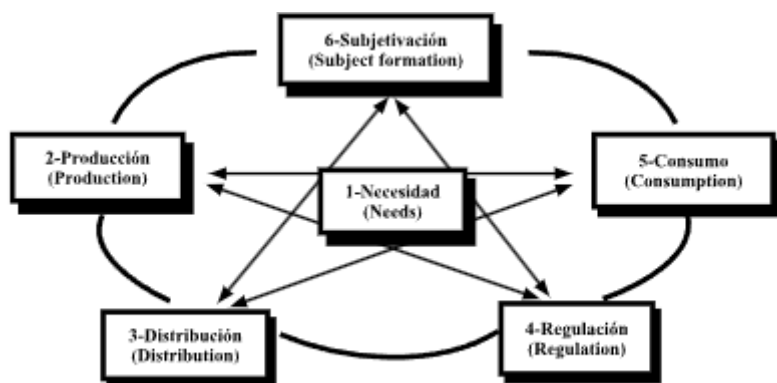 6-Subjetivación
(Subject formation)
2-Producción
(Production)
1-Necesidad
(Needs)
5-Consumo
(Consumption)
3-Distribución
(Distribution)
4-Regulación
(Regulation)